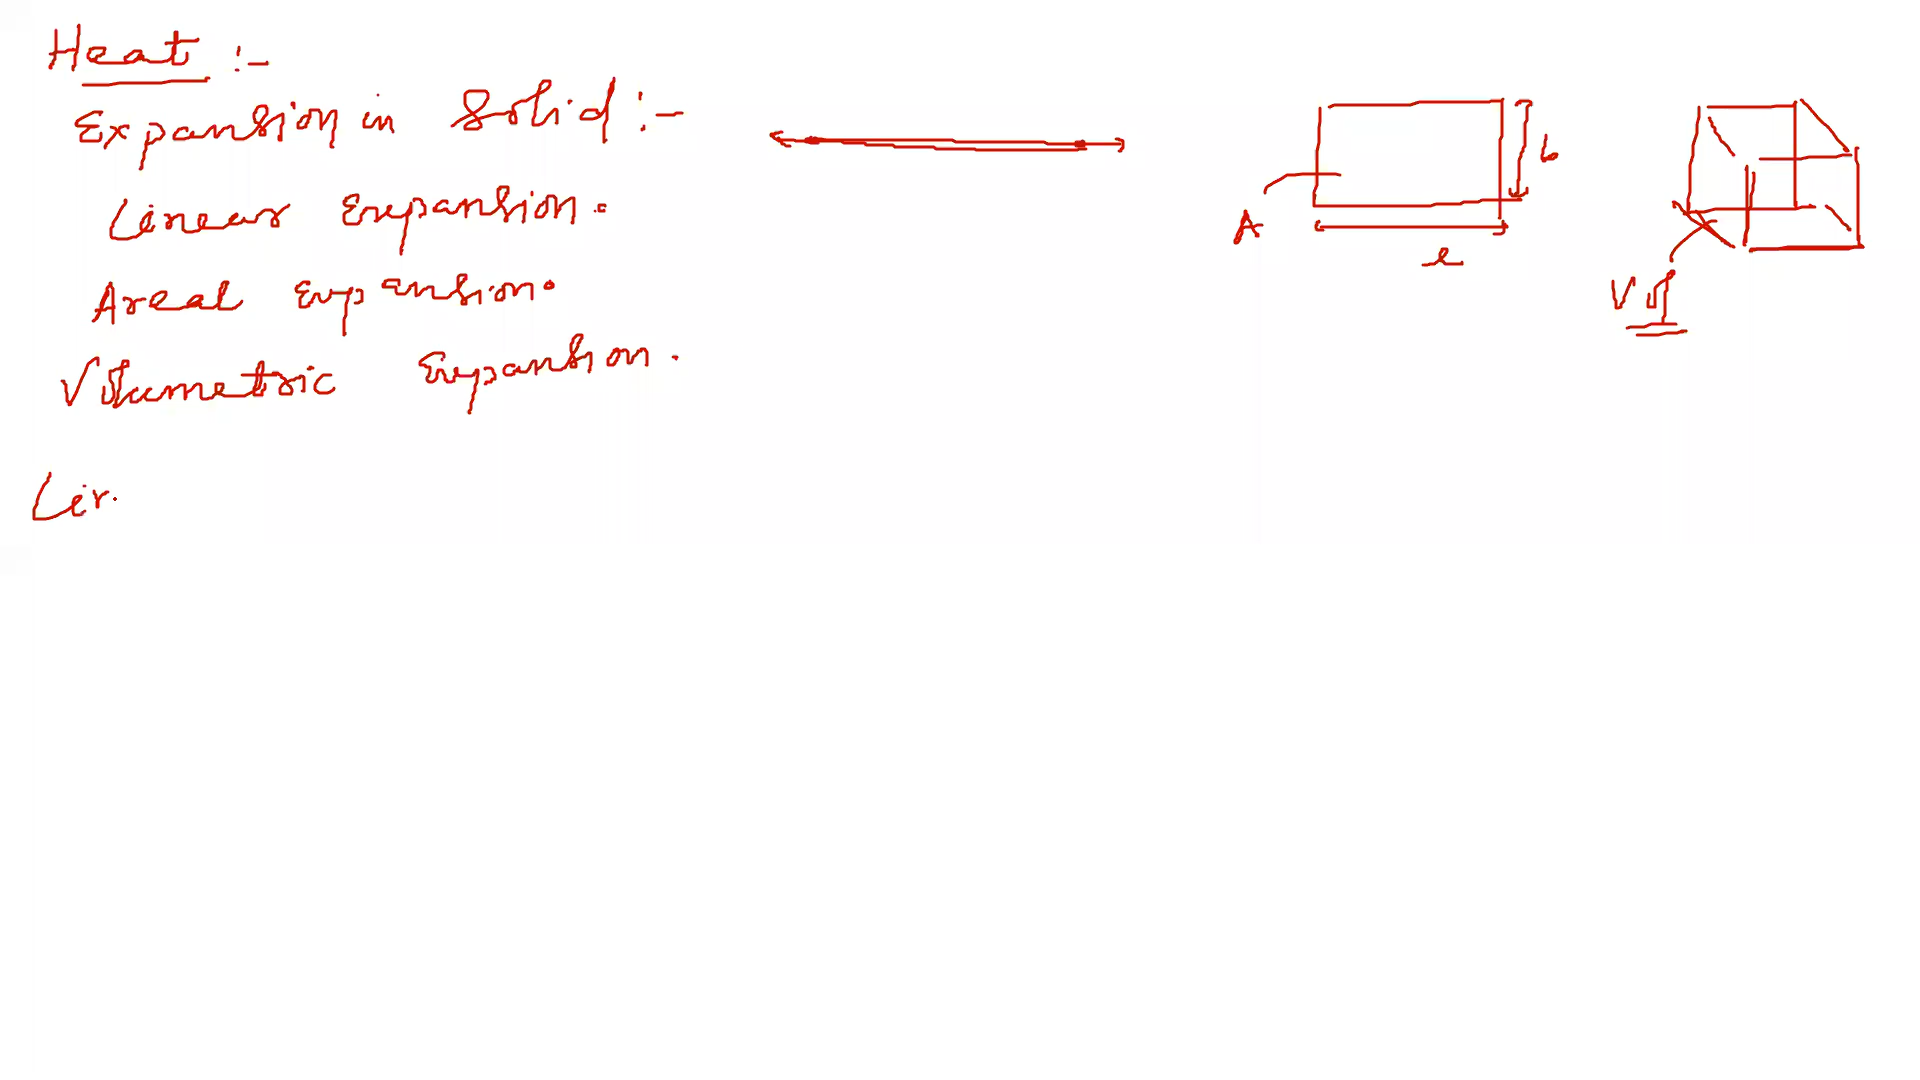 Heat :-
Expansion in Solid :-
Linear Expansion.
Areal Expansion.
Volumetric Expansion.
Lin
A
b
l
V